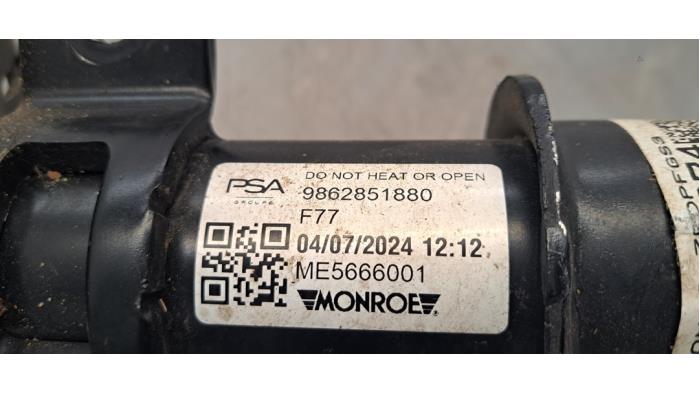 PSA
GROUPE
DO NOT HEAT OR OPEN
9862851880
F77
04/07/2024 12:12
ME5666001
MONROE